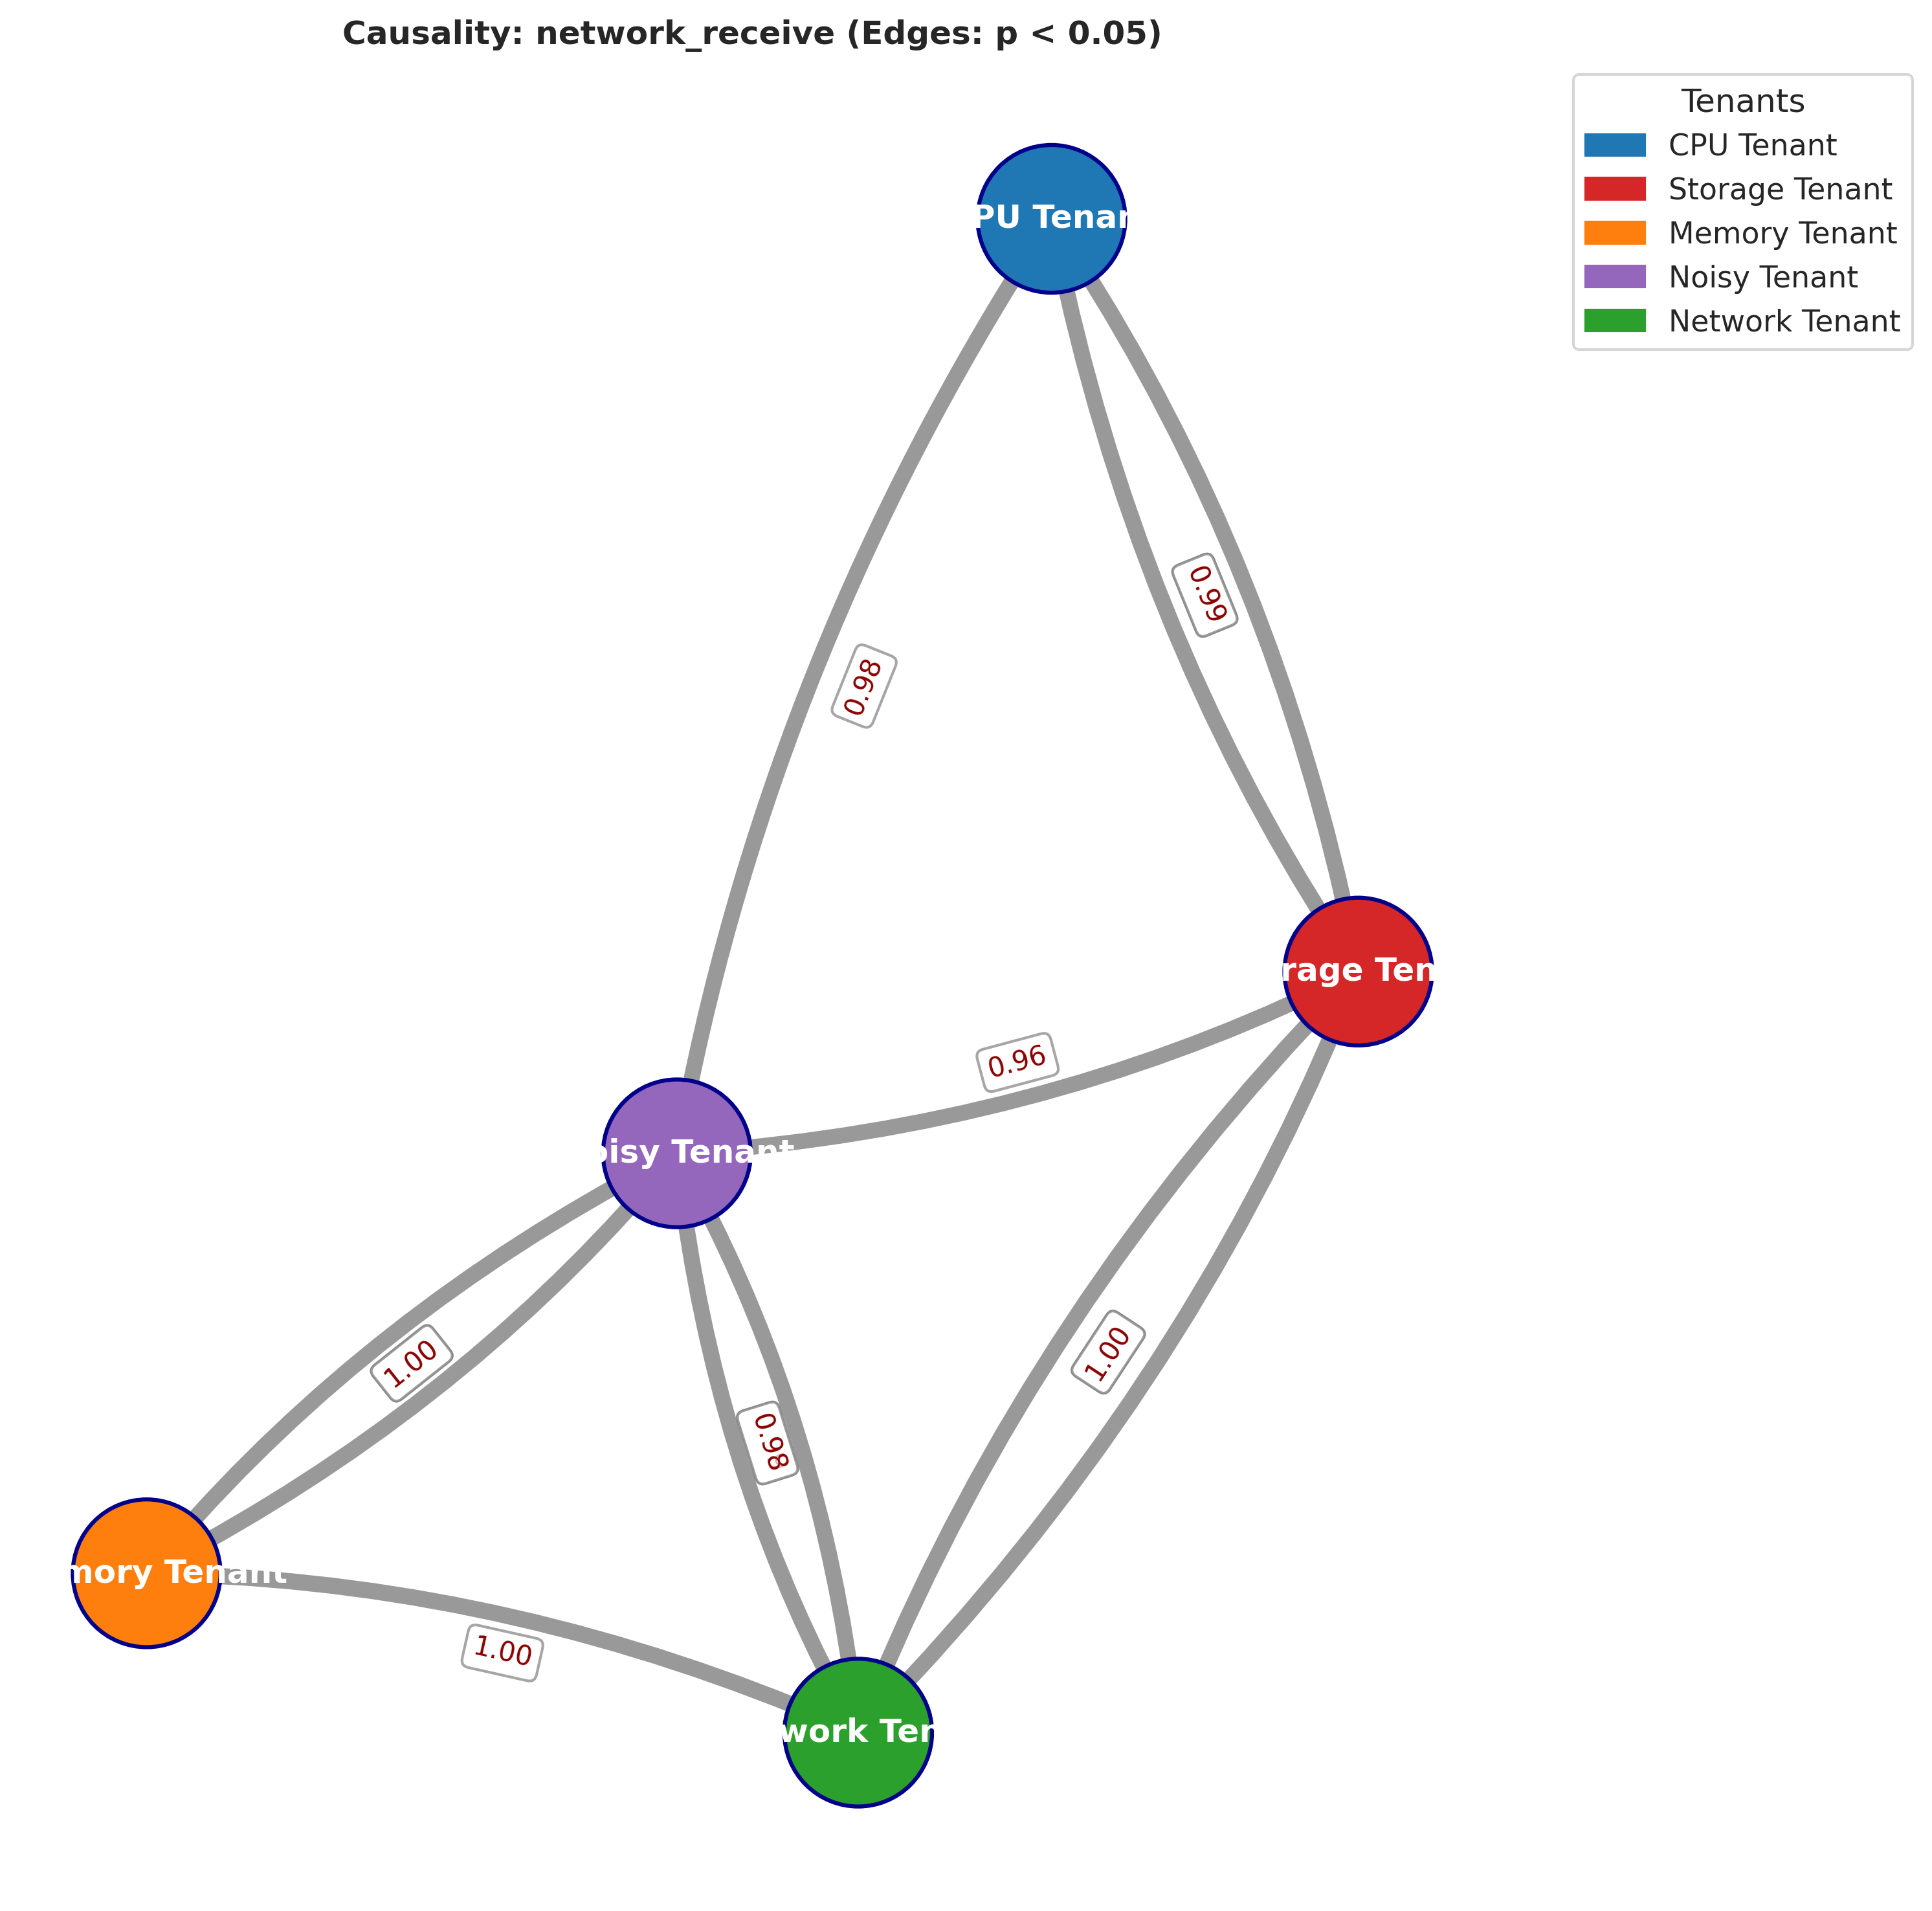 Causality: network_receive (Edges: p < 0.05)
Tenants
CPU Tenant
Storage Tenant
Memory Tenant
Noisy Tenant
Network Tenant
PU Tenan
0.99
0.98
rage Ten
0.96
oisy Tenant
1.00
1.00
0.98
mory Tenant
1.00
work Ten